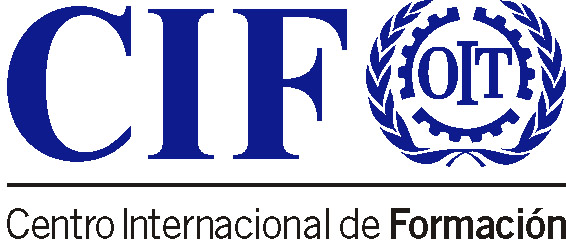 CIF OIT
Centro Internacional de Formación